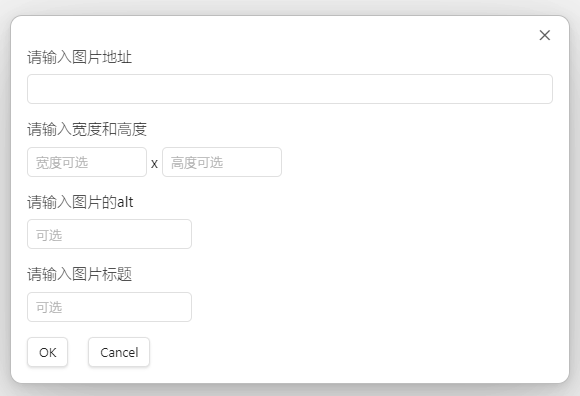 请输入图片地址
请输入宽度和高度
宽度可选 x 高度可选
请输入图片的alt
可选
请输入图片标题
可选
OK Cancel